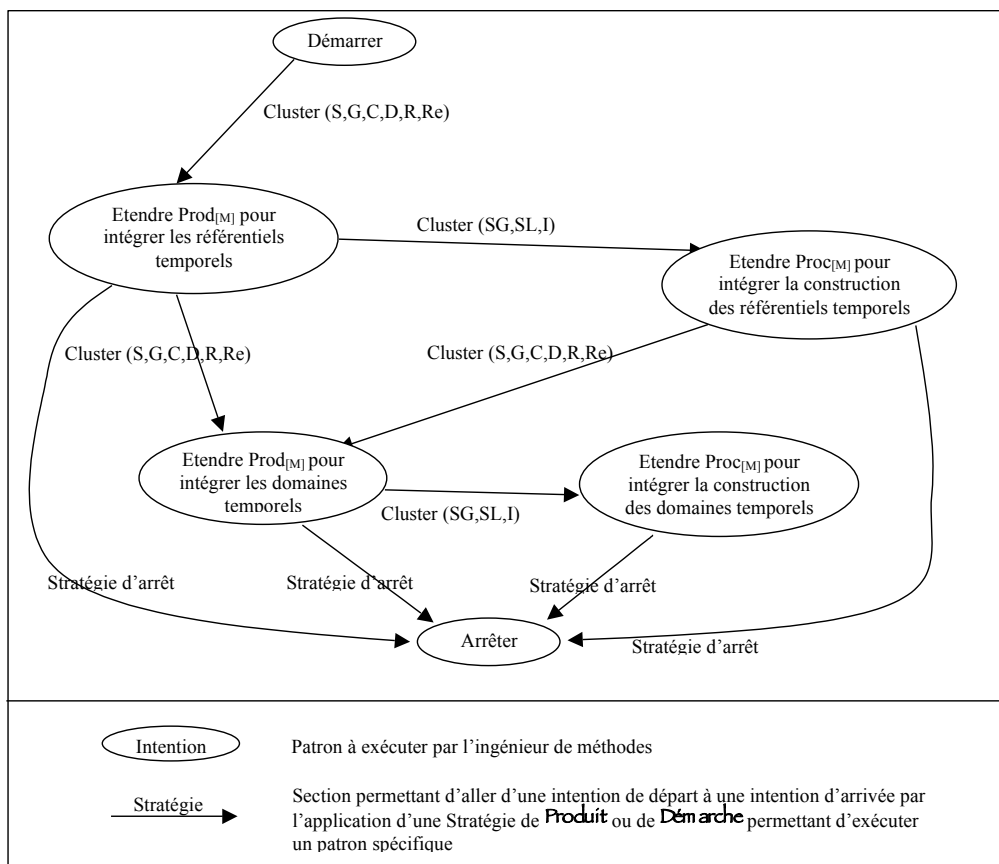 Démarrer
Cluster (S,G,C,D,R,Re)
Etendre Prod[M] pour
intégrer les référentiels
temporels
Cluster (SG,SL,I)
Etendre Proc[M] pour
intégrer la construction
des référentiels temporels
Cluster (S,G,C,D,R,Re)
Cluster (S,G,C,D,R,Re)
Etendre Prod[M] pour
intégrer les domaines
temporels
Cluster (SG,SL,I)
Etendre Proc[M] pour
intégrer la construction
des domaines temporels
Stratégie d'arrêt
Stratégie d'arrêt
Stratégie d'arrêt
Stratégie d'arrêt
Arrêter
Intention
Patron à exécuter par l'ingénieur de méthodes
Stratégie
Section permettant d'aller d'une intention de départ à une intention d'arrivée par
l'application d'une Stratégie de Produit ou de Démarche permettant d'exécuter
un patron spécifique